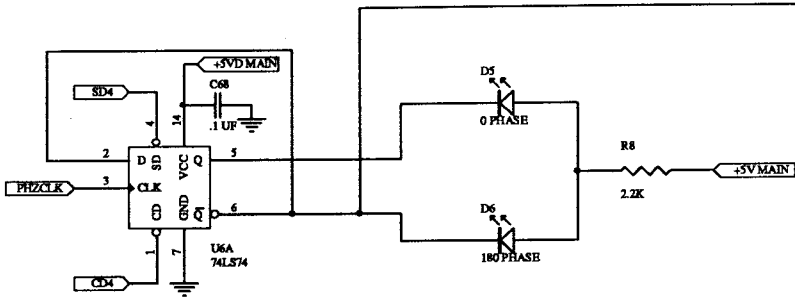 +5VD MAIN
D5
SD4
C68
4
14
.1 UF
0 PHASE
R8
2
D
SD
VCC
Q
5
PHZCLK
3
CLK
+5V MAIN
2.2K
CD
GND
Q
6
D6
1
7
U6A
74LS74
180 PHASE
CD4